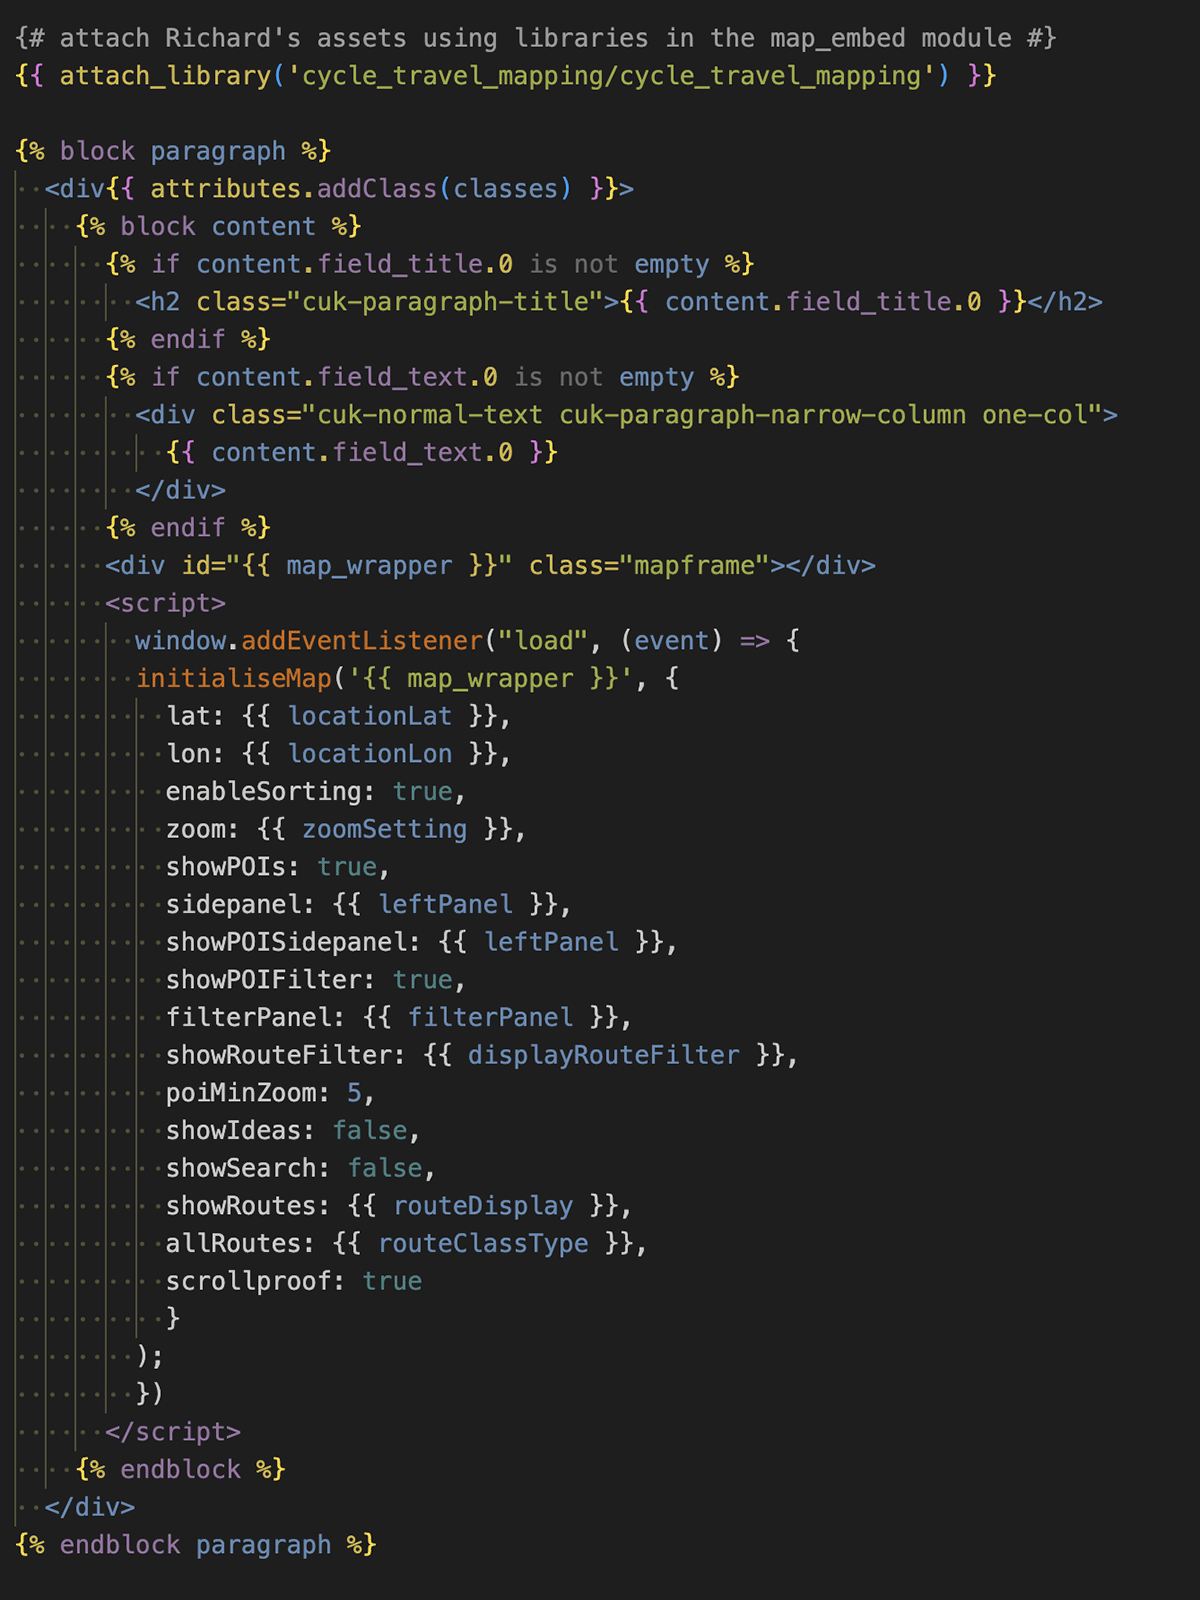 {# attach Richard's assets using libraries in the map_embed module #}
{{ attach_library('cycle_travel_mapping/cycle_travel_mapping') }}
{% block paragraph %}
<div{{ attributes.addClass(classes) }}>
{% block content %}
{% if content.field_title.0 is not empty %}
<h2 class="cuk-paragraph-title">{{ content.field_title.0 }}</h2>
{% endif %}
{% if content.field_text.0 is not empty %}
<div class="cuk-normal-text cuk-paragraph-narrow-column one-col">
{{ content.field_text.0 }}
</div>
{% endif %}
<div id="{{ map_wrapper }}" class="mapframe"></div>
<script>
window.addEventListener("load", (event) => {
initialiseMap('{{ map_wrapper }}', {
lat: {{ locationLat }},
lon: {{ locationLon }},
enableSorting: true,
zoom: {{ zoomSetting }},
showPOIs: true,
sidepanel: {{ leftPanel }},
showPOISidepanel: {{ leftPanel }},
showPOIFilter: true,
filterPanel: {{ filterPanel }},
showRouteFilter: {{ displayRouteFilter }},
poiMinZoom: 5,
showIdeas: false,
showSearch: false,
showRoutes: {{ routeDisplay }},
allRoutes: {{ routeClassType }},
scrollproof: true
}
);
})
</script>
{% endblock %}
</div>
{% endblock paragraph %}